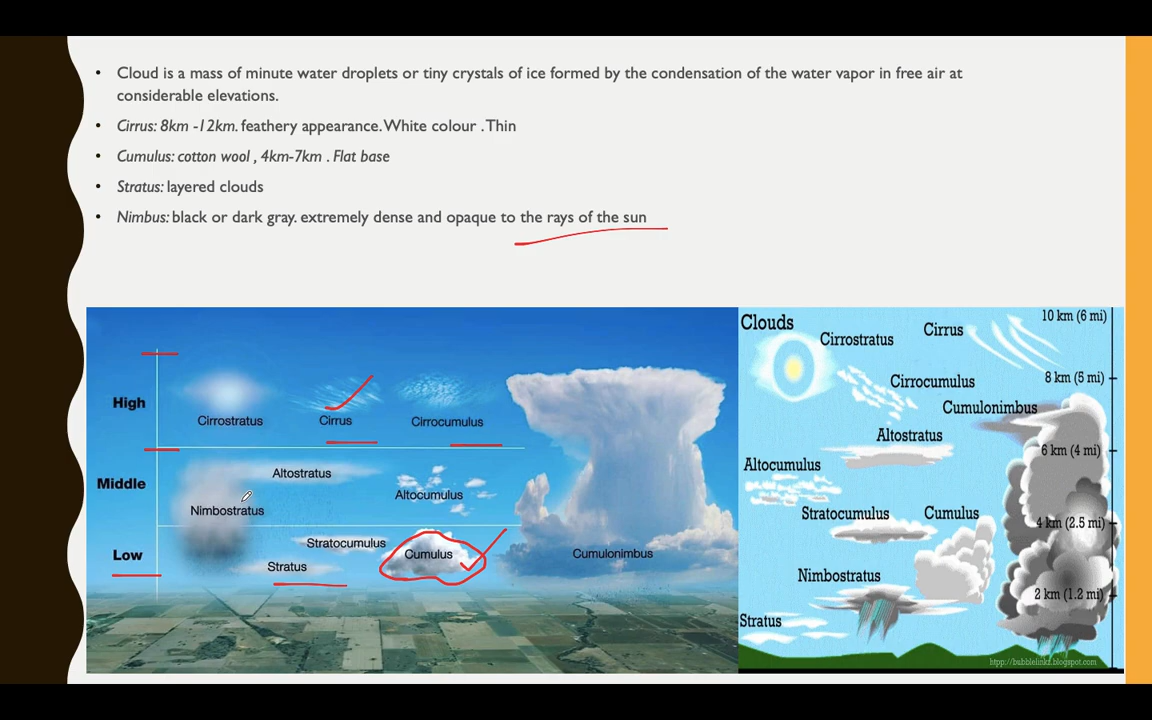 • Cloud is a mass of minute water droplets or tiny crystals of ice formed by the condensation of the water vapor in free air at
considerable elevations.
• Cirrus: 8km -12km. feathery appearance.White colour .Thin
• Cumulus: cotton wool , 4km-7km . Flat base
• Stratus: layered clouds
• Nimbus: black or dark gray. extremely dense and opaque to the rays of the sun
High
Cirrostratus
Cirrus
Cirrocumulus
Middle
Altostratus
Altocumulus
Nimbostratus
Low
Stratocumulus
Cumulus
Cumulonimbus
Stratus
Clouds
10 km (6 mi)
Cirrus
Cirrostratus
8 km (5 mi)
Cirrocumulus
Cumulonimbus
Altostratus
6 km (4 mi)
Altocumulus
Stratocumulus
Cumulus
4 km (2.5 mi)
Nimbostratus
2 km (1.2 mi)
Stratus
htpp://bubblelinkz.blogspot.com